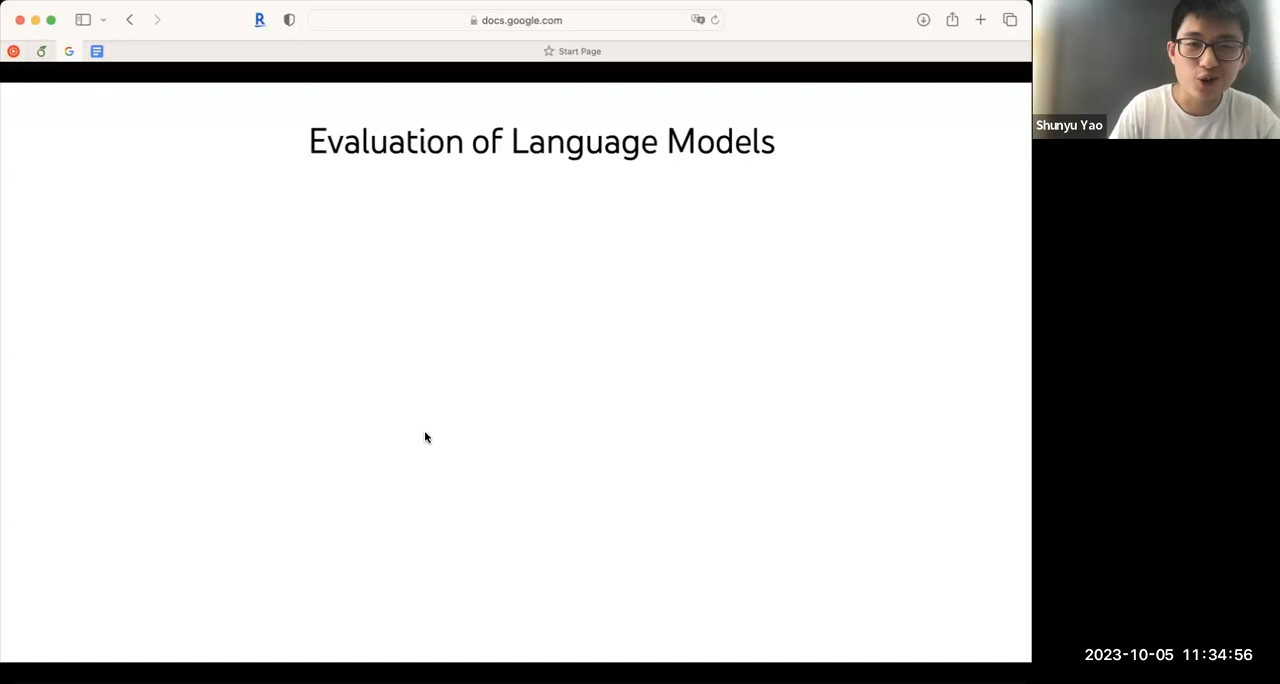 docs.google.com
Start Page
Evaluation of Language Models
Shunyu Yao
2023-10-05 11:34:56